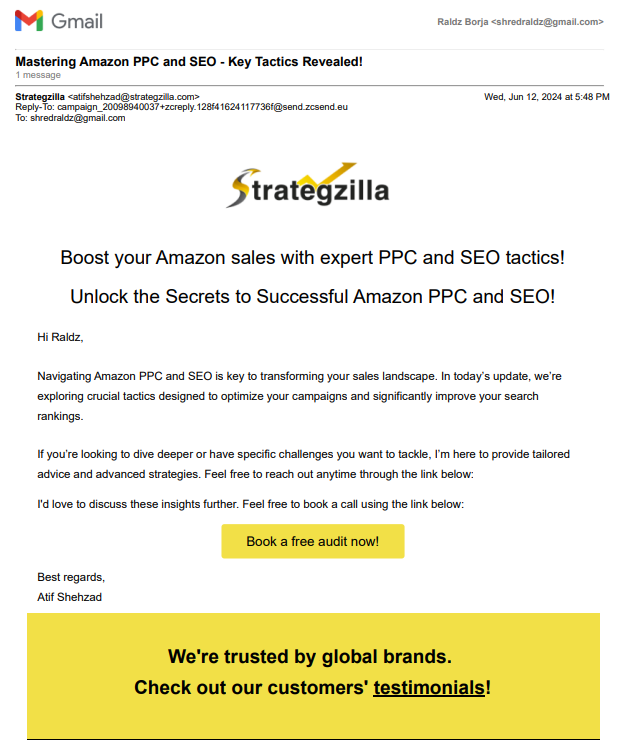 Gmail
Raldz Borja <shredraldz@gmail.com>
Mastering Amazon PPC and SEO - Key Tactics Revealed!
1 message
Strategzilla <atifshehzad@strategzilla.com>
Wed, Jun 12, 2024 at 5:48 PM
Reply-To: campaign_20098940037+zcreply.128f41624117736f@send.zcsend.eu
To: shredraldz@gmail.com
Strategzilla
Boost your Amazon sales with expert PPC and SEO tactics!
Unlock the Secrets to Successful Amazon PPC and SEO!
Hi Raldz,
Navigating Amazon PPC and SEO is key to transforming your sales landscape. In today’s update, we’re
exploring crucial tactics designed to optimize your campaigns and significantly improve your search
rankings.
If you’re looking to dive deeper or have specific challenges you want to tackle, I’m here to provide tailored
advice and advanced strategies. Feel free to reach out anytime through the link below:
I'd love to discuss these insights further. Feel free to book a call using the link below:
Book a free audit now!
Best regards,
Atif Shehzad
We're trusted by global brands.
Check out our customers' testimonials!